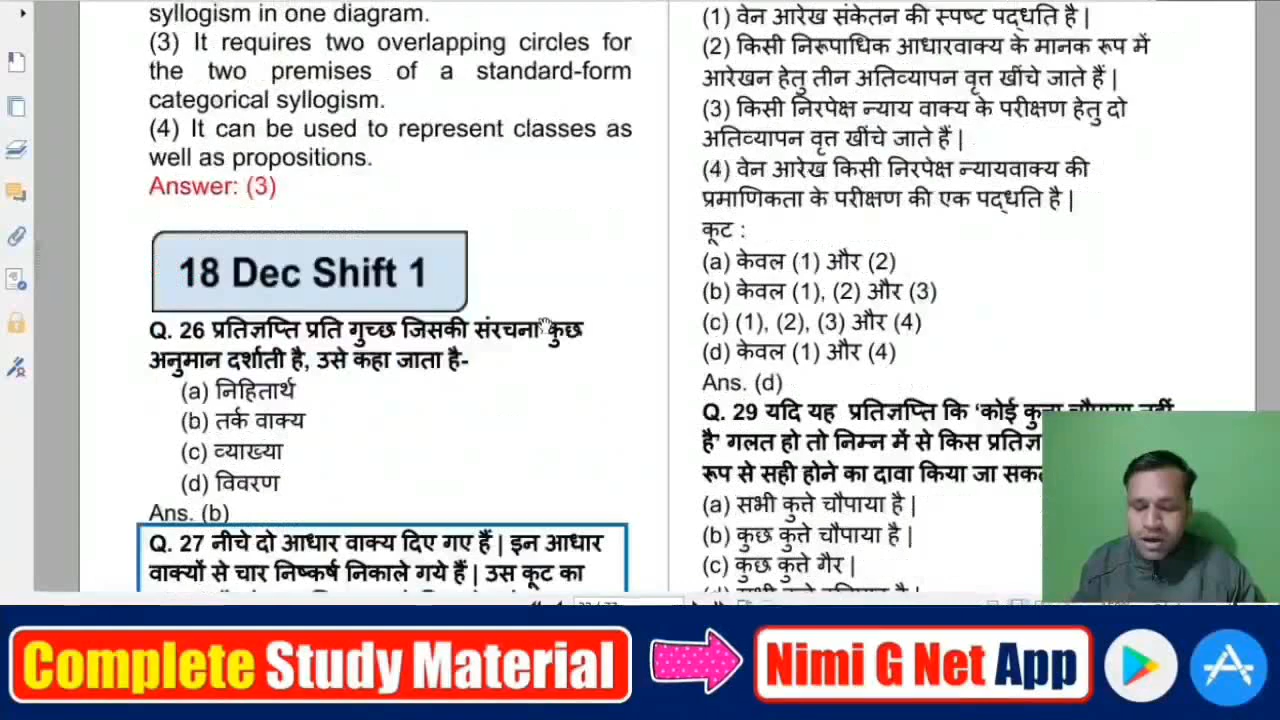 syllogism in one diagram.
(3) It requires two overlapping circles for
the two premises of a standard-form
categorical syllogism.
(4) It can be used to represent classes as
well as propositions.
Answer: (3)
18 Dec Shift 1
Q. 26 प्रतिज्ञप्ति प्रति गुच्छ जिसकी संरचना कुछ
अनुमान दर्शाती है, उसे कहा जाता है-
(a) निहितार्थ
(b) तर्क वाक्य
(c) व्याख्या
(d) विवरण
Ans. (b)
Q. 27 नीचे दो आधार वाक्य दिए गए हैं | इन आधार
वाक्यों से चार निष्कर्ष निकाले गये हैं | उस कूट का
(1) वेन आरेख संकेतन की स्पष्ट पद्धति है |
(2) किसी निरूपाधिक आधारवाक्य के मानक रूप में
आरेखन हेतु तीन अतिव्यापन वृत्त खींचे जाते हैं |
(3) किसी निरपेक्ष न्याय वाक्य के परीक्षण हेतु दो
अतिव्यापन वृत्त खींचे जाते हैं |
(4) वेन आरेख किसी निरपेक्ष न्यायवाक्य की
प्रमाणिकता के परीक्षण की एक पद्धति है |
कूट :
(a) केवल (1) और (2)
(b) केवल (1), (2) और (3)
(c) (1), (2), (3) और (4)
(d) केवल (1) और (4)
Ans. (d)
Q. 29 यदि यह प्रतिज्ञप्ति कि 'कोई कुत्ता चौपाया नहीं
है' गलत हो तो निम्न में से किस
रूप से सही होने का दावा किया जा
(a) सभी कुत्ते चौपाया है |
(b) कुछ कुत्ते चौपाया है |
(c) कुछ कुत्ते गैर |
Complete Study Material
Nimi G Net App